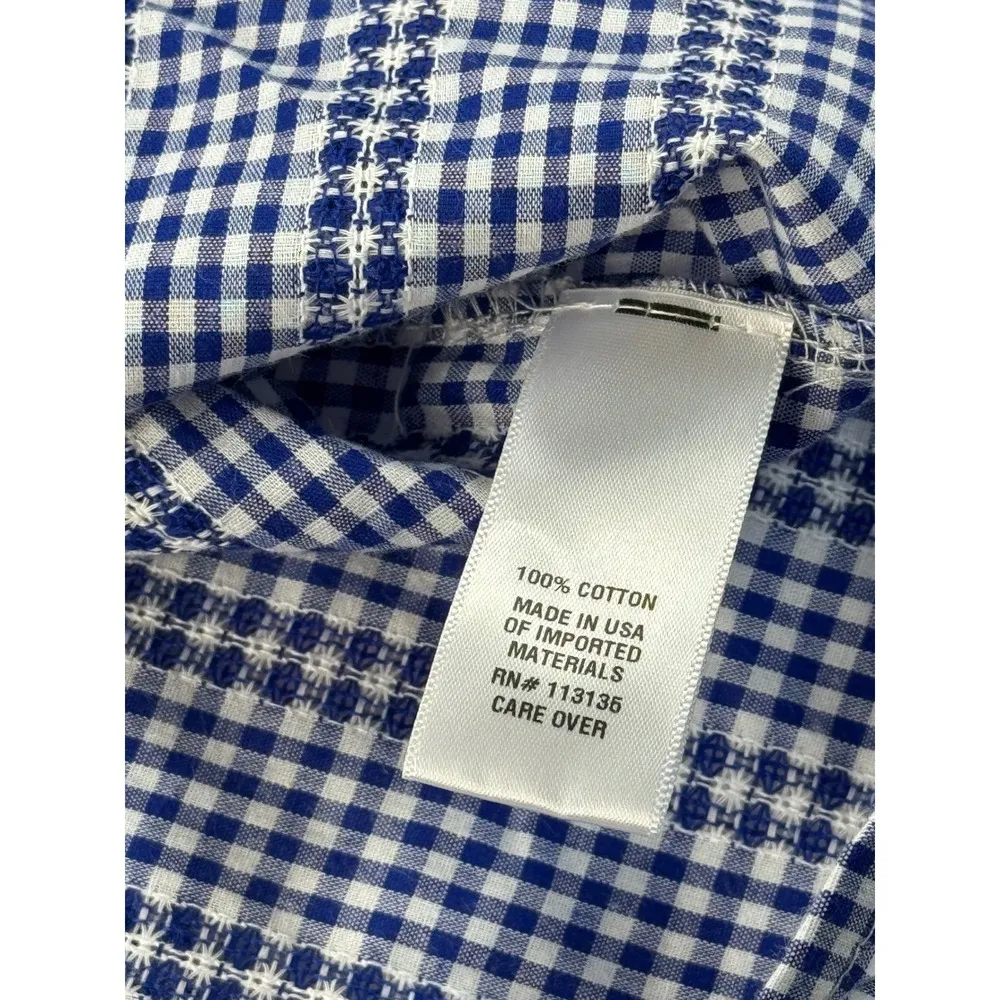 100% COTTON
MADE IN USA
OF IMPORTED
MATERIALS
RN# 113136
CARE OVER